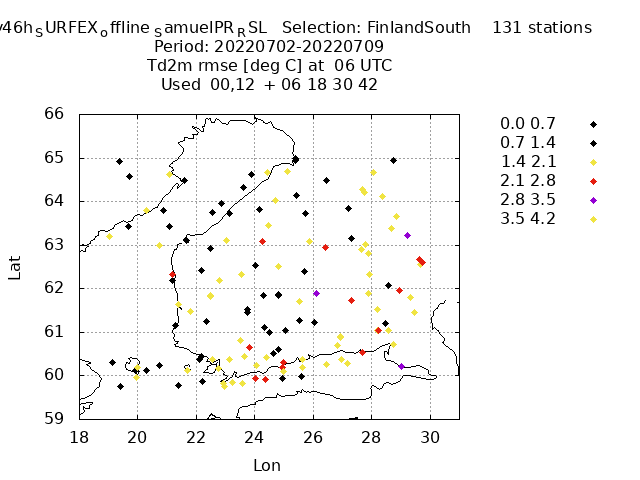 v46h_SURFEX_offline_SamuelPR_RSL Selection: FinlandSouth 131 stations
Period: 20220702-20220709
Td2m rmse [deg C] at 06 UTC
Used 00,12 + 06 18 30 42
66
65
64
63
62
61
60
59
18 20 22 24 26 28 30
Lat
Lon
0.0 0.7
0.7 1.4
1.4 2.1
2.1 2.8
2.8 3.5
3.5 4.2